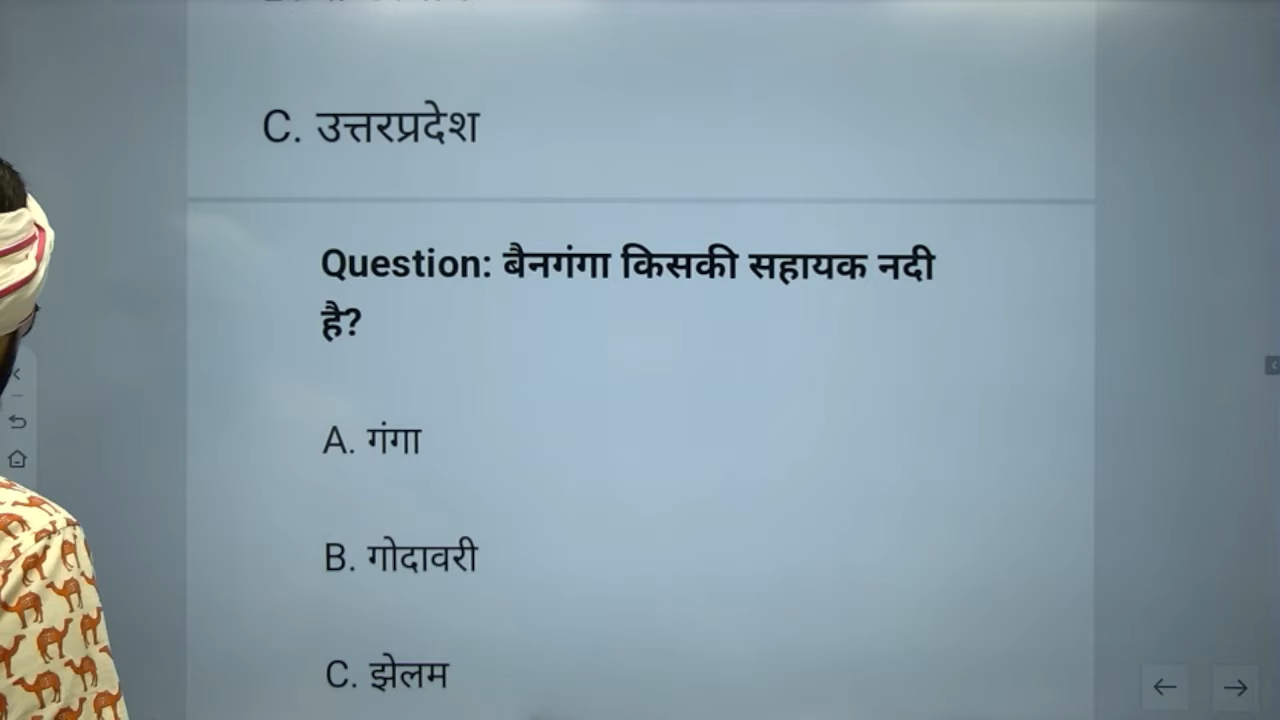 C. उत्तरप्रदेश
Question: बैनगंगा किसकी सहायक नदी
है?
A. गंगा
B. गोदावरी
C. झेलम